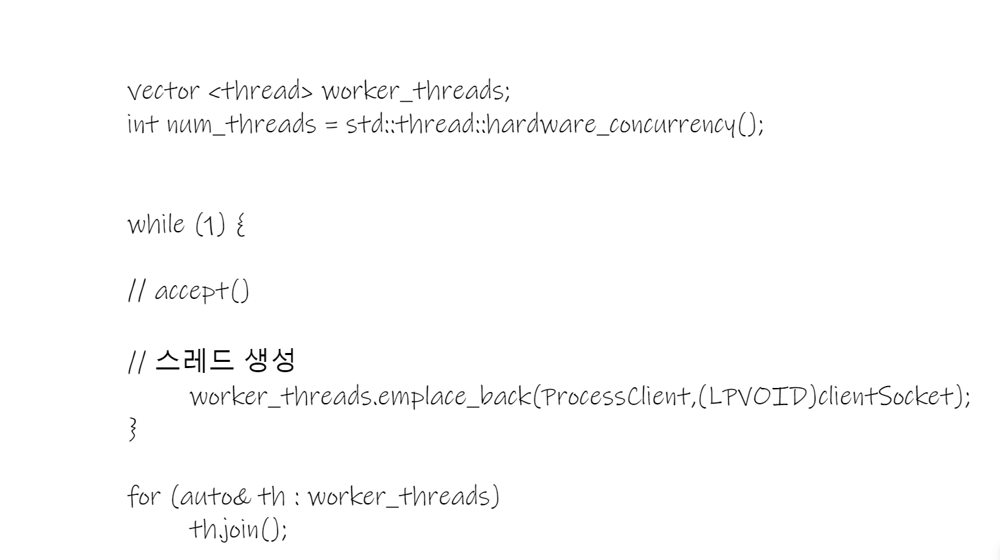 vector <thread> worker_threads;
int num_threads = std::thread::hardware_concurrency();
while (1) {
// accept()
// 스레드 생성
worker_threads.emplace_back(ProcessClient,(LPVOID)clientSocket);
}
for (auto& th : worker_threads)
th.join();